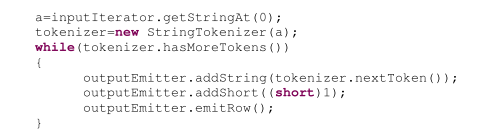 a=inputIterator.getStringAt(0);
tokenizer=new StringTokenizer(a);
while(tokenizer.hasMoreTokens())
{
outputEmitter.addString(tokenizer.nextToken());
outputEmitter.addShort((short)1);
outputEmitter.emitRow();
}